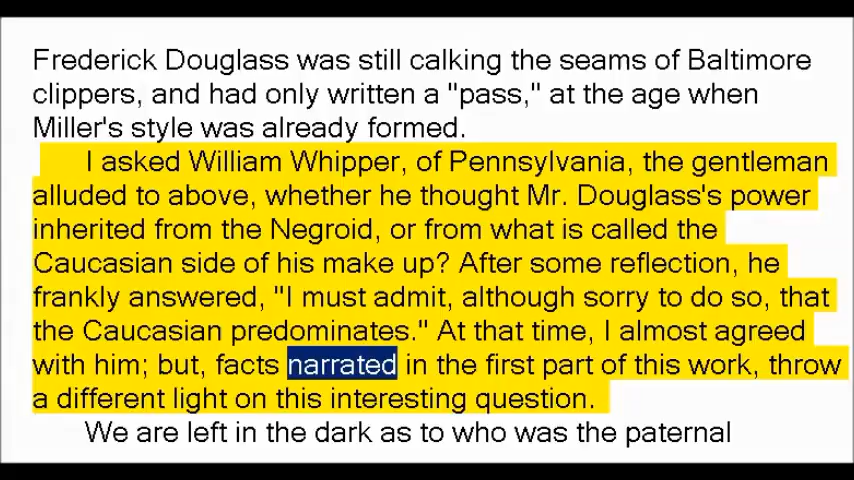 Frederick Douglass was still calking the seams of Baltimore
clippers, and had only written a "pass," at the age when
Miller's style was already formed.
I asked William Whipper, of Pennsylvania, the gentleman
alluded to above, whether he thought Mr. Douglass's power
inherited from the Negroid, or from what is called the
Caucasian side of his make up? After some reflection, he
frankly answered, "I must admit, although sorry to do so, that
the Caucasian predominates." At that time, I almost agreed
with him; but, facts narrated in the first part of this work, throw
a different light on this interesting question.
We are left in the dark as to who was the paternal